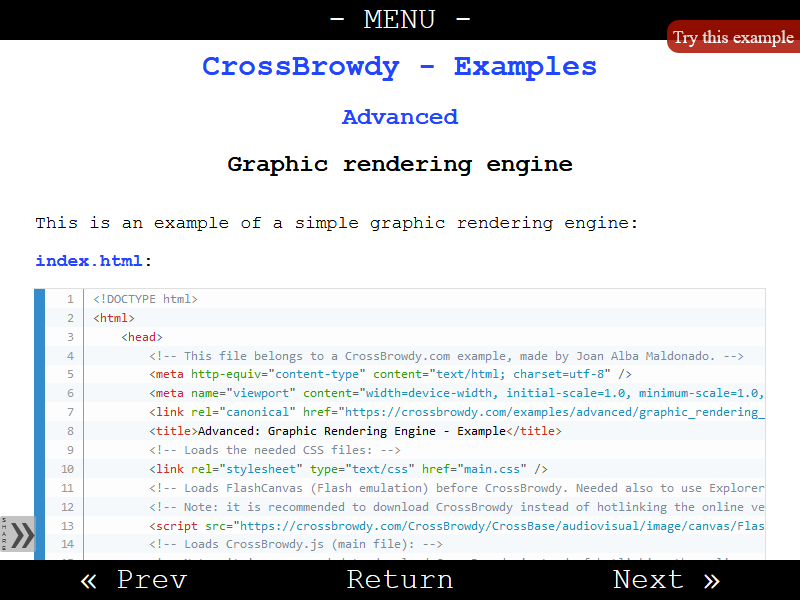 - MENU -
Try this example
CrossBrowdy - Examples
Advanced
Graphic rendering engine
This is an example of a simple graphic rendering engine:
index.html:
1 <!DOCTYPE html>
2 <html>
3 <head>
4 <!-- This file belongs to a CrossBrowdy.com example, made by Joan Alba Maldonado. -->
5 <meta http-equiv="content-type" content="text/html; charset=utf-8" />
6 <meta name="viewport" content="width=device-width, initial-scale=1.0, minimum-scale=1.0,
7 <link rel="canonical" href="https://crossbrowdy.com/examples/advanced/graphic_rendering_
8 <title>Advanced: Graphic Rendering Engine - Example</title>
9 <!-- Loads the needed CSS files: -->
10 <link rel="stylesheet" type="text/css" href="main.css" />
11 <!-- Loads FlashCanvas (Flash emulation) before CrossBrowdy. Needed also to use Explorer
12 <!-- Note: it is recommended to download CrossBrowdy instead of hotlinking the online ve
13 <script src="https://crossbrowdy.com/CrossBrowdy/CrossBase/audiovisual/image/canvas/Flas
14 <!-- Loads CrossBrowdy.js (main file): -->
SHARE »
« Prev Return Next »